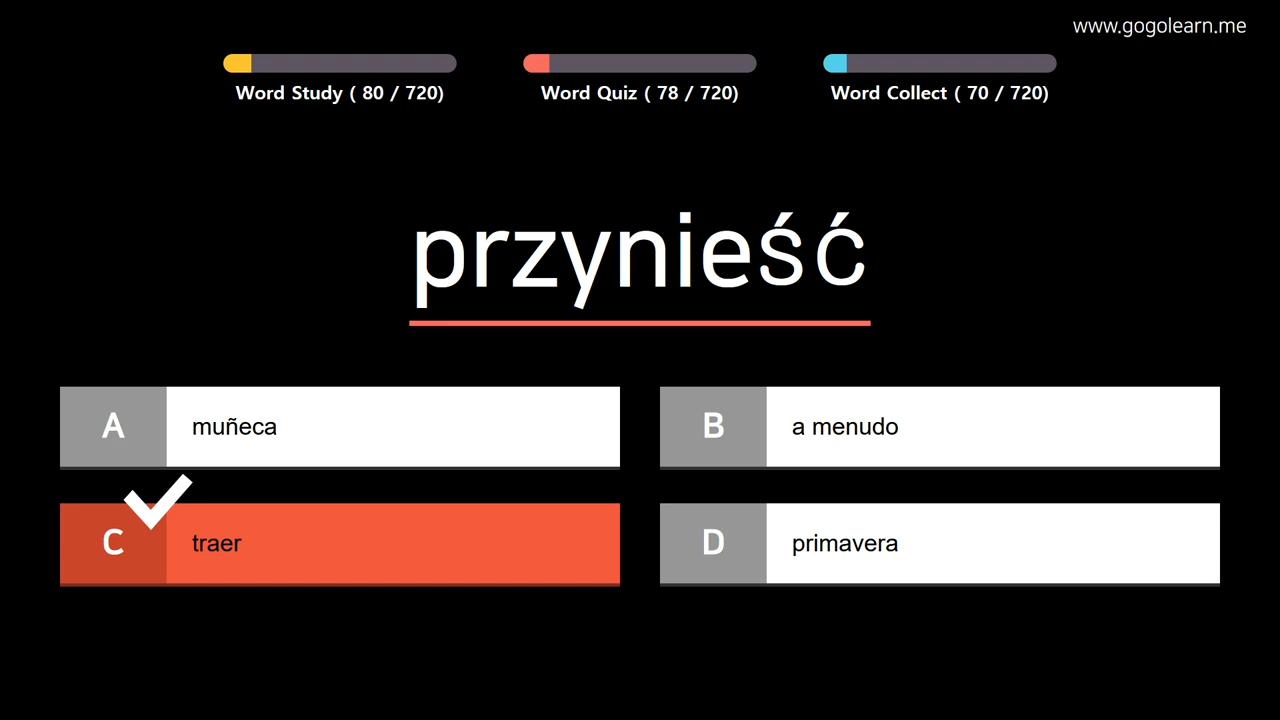 www.gogolearn.me
Word Study ( 80 / 720)
Word Quiz ( 78 / 720)
Word Collect ( 70 / 720)
przynieść
A muñeca
B a menudo
C traer
D primavera